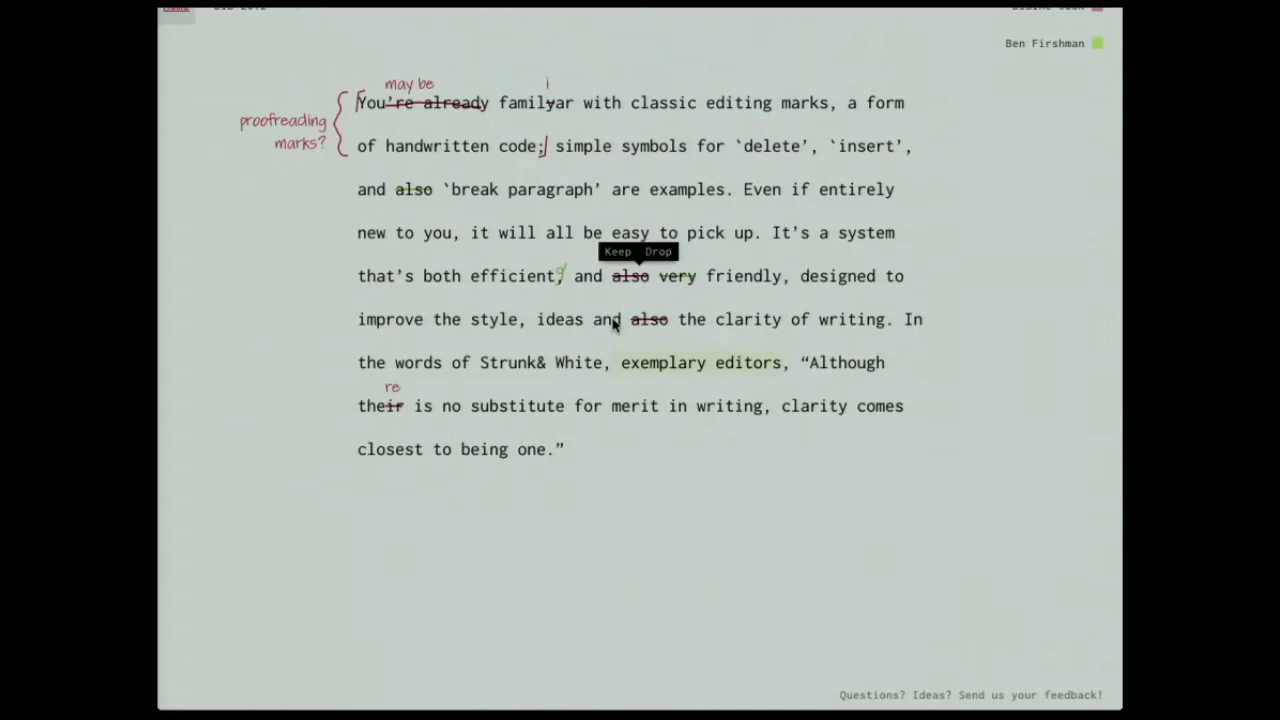 Ben Firshman
may be i
You're already familyar with classic editing marks, a form
proofreading
marks?
of handwritten code; simple symbols for `delete’, `insert’,
and also `break paragraph’ are examples. Even if entirely
new to you, it will all be easy to pick up. It’s a system
Keep Drop
that’s both efficient, and also very friendly, designed to
improve the style, ideas and also the clarity of writing. In
the words of Strunk& White, exemplary editors, “Although
re
their is no substitute for merit in writing, clarity comes
closest to being one.”
Questions? Ideas? Send us your feedback!